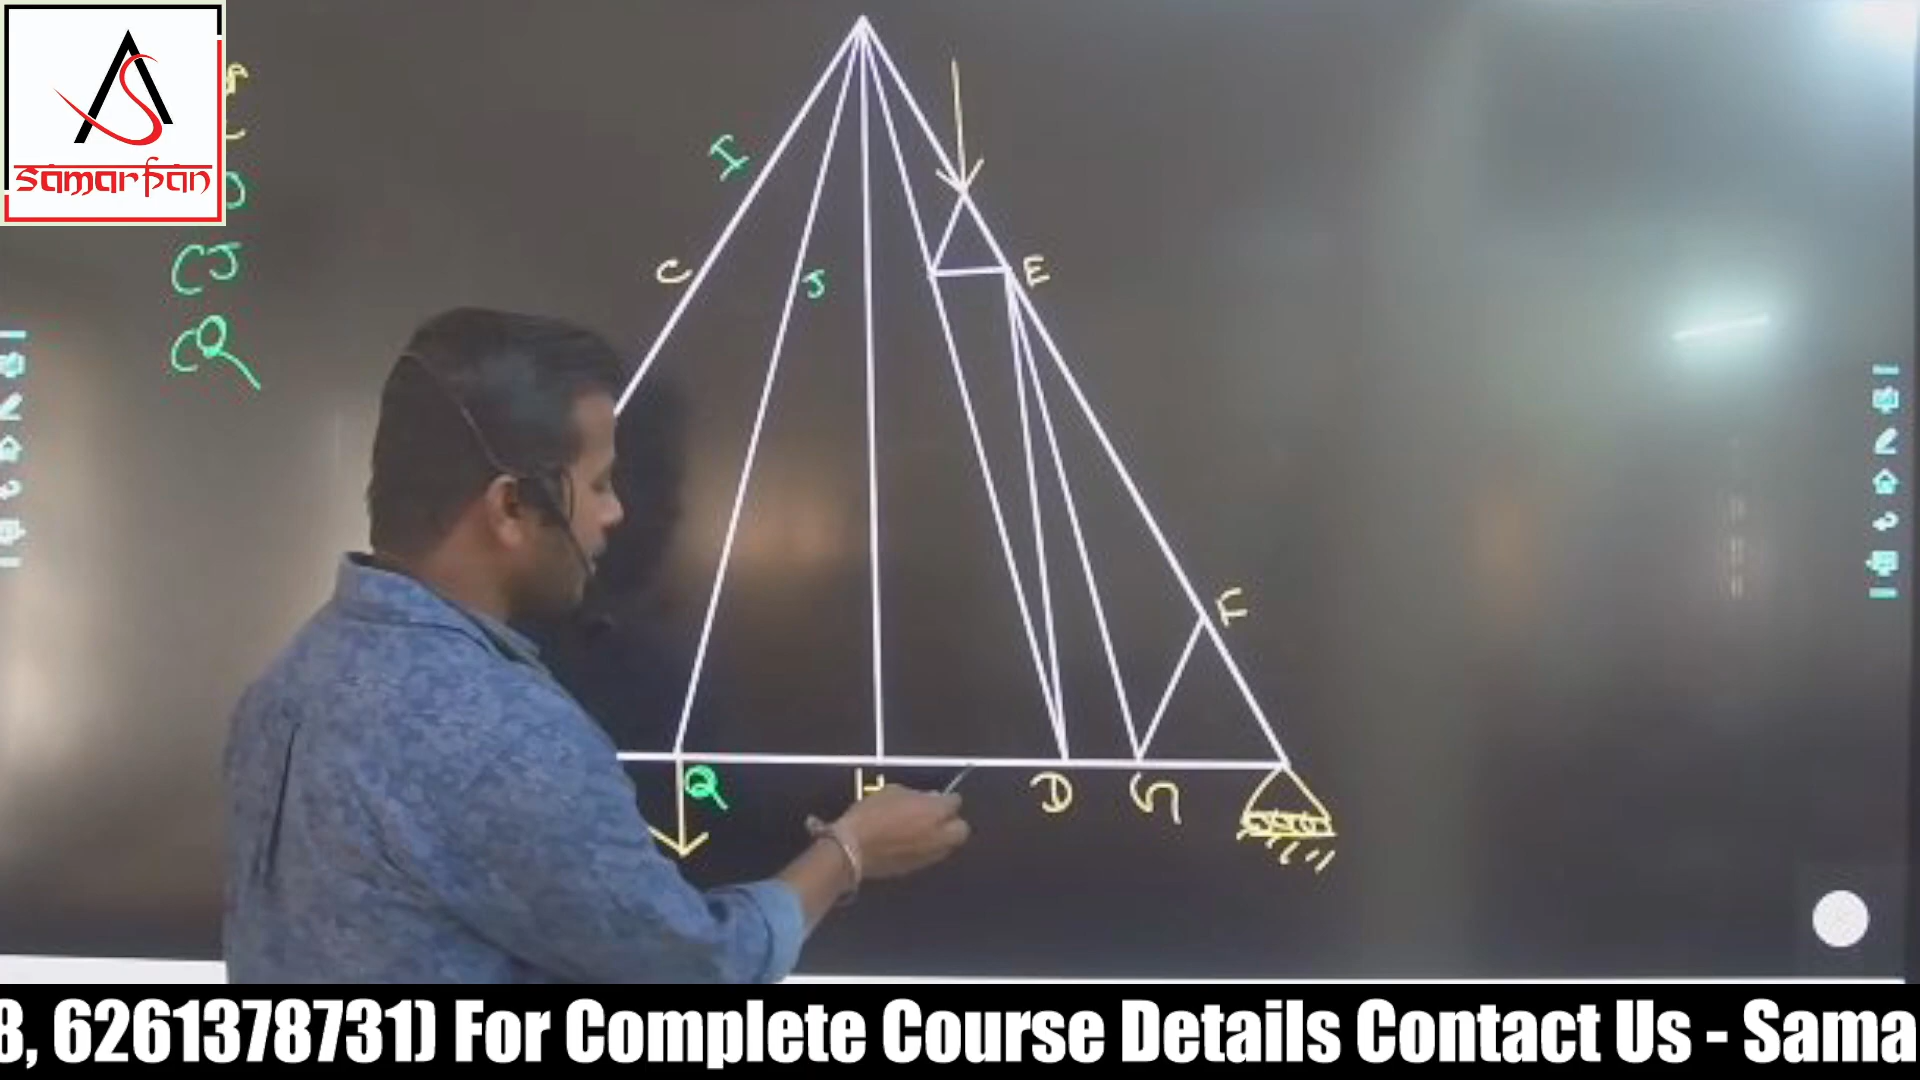 samarpan
CJ
CQ
I
C
J
E
F
Q
H
D
G
8, 6261378731) For Complete Course Details Contact Us - Sama